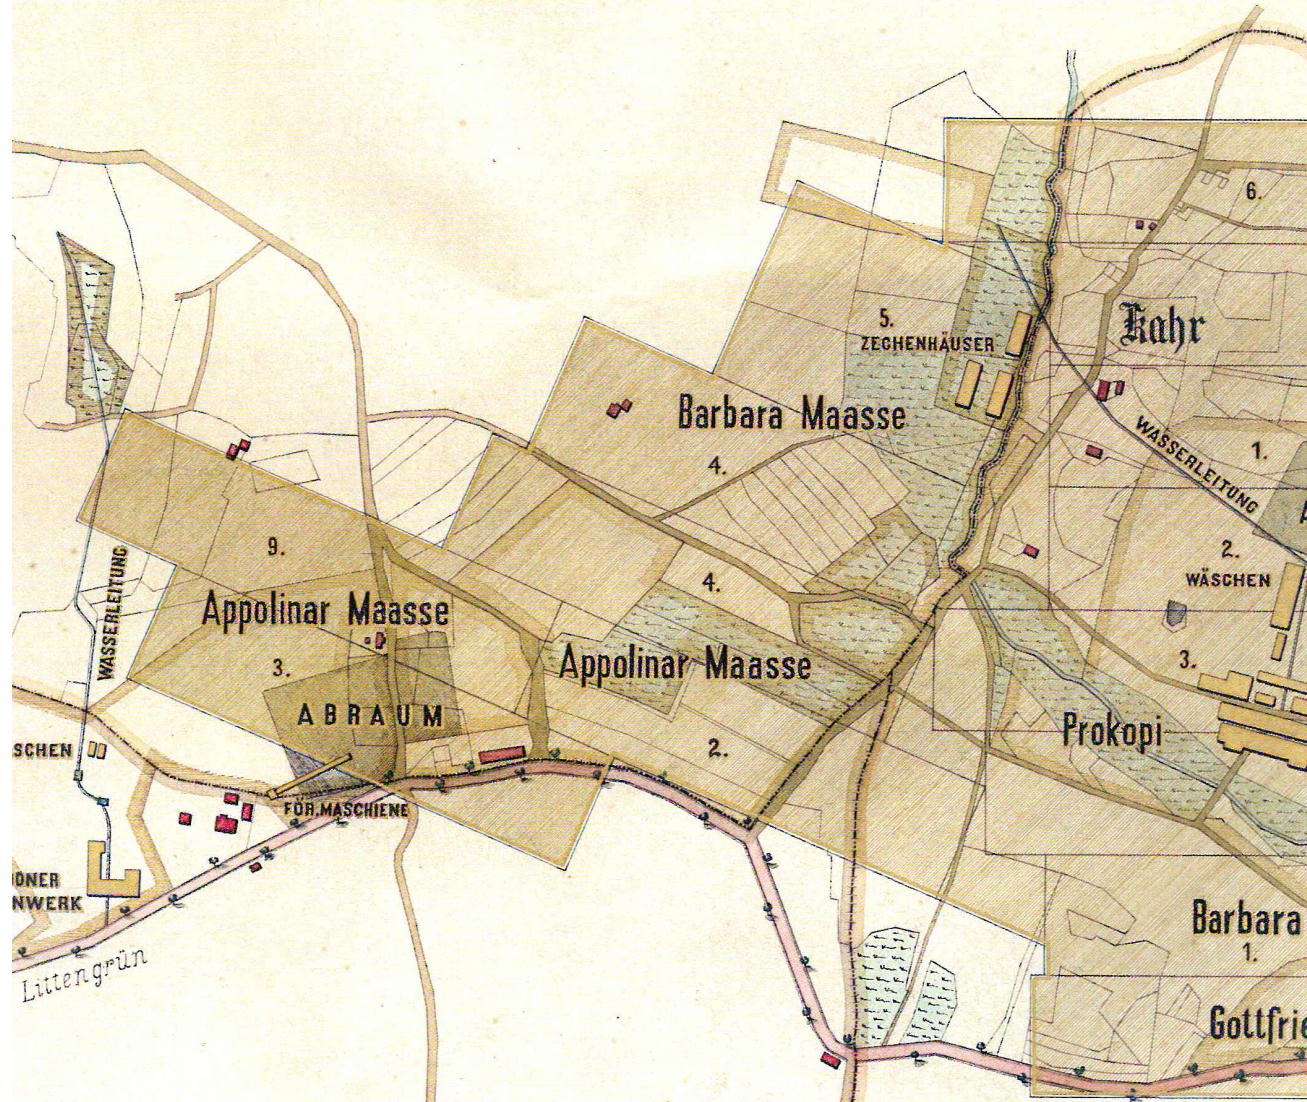 6.
Kahr
5.
ZECHENHÄUSER
Barbara Maasse
4.
WASSERLEITUNG
1.
9.
2.
WÄSCHEN
4.
WASSERLEITUNG
Appolinar Maasse
3.
Appolinar Maasse
3.
ABRAUM
2.
Prokopi
SCHEN
FÖR. MASCHIENE
ÖNER
NWERK
Barbara
1.
Littengrün
Gottfrie